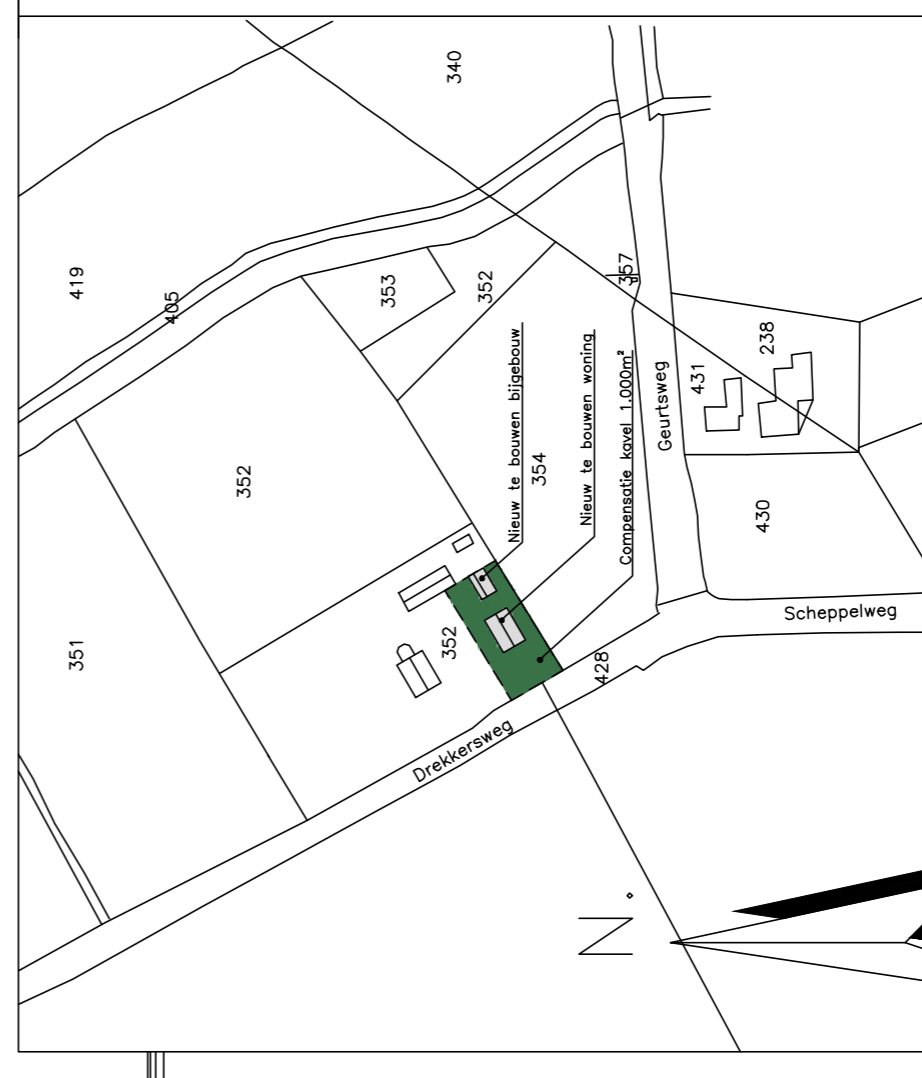 340
419
405
353
352
357
238
431
Nieuw te bouwen bijgebouw
Nieuw te bouwen woning
Compensatie kavel 1.000m²
354
Geurtsweg
352
430
351
352
428
Scheppelweg
Drekkersweg
N.